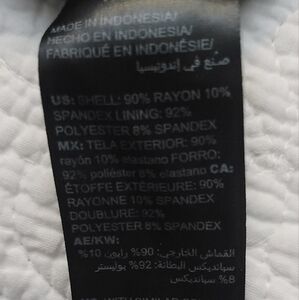 MADE IN INDONESIA/
HECHO EN INDONESIA/
FABRIQUÉ EN INDONÉSIE/
صنع في إندونيسيا
US: SHELL: 90% RAYON 10%
SPANDEX LINING: 92%
POLYESTER 8% SPANDEX
MX: TELA EXTERIOR: 90%
rayón 10% elastano FORRO:
92% poliéster 8% elastano CA:
ÉTOFFE EXTÉRIEURE: 90%
RAYONNE 10% SPANDEX
DOUBLURE: 92%
POLYESTER 8% SPANDEX
AE/KW:
القماش الخارجي: 90% رايون 10%
سباندیکس البطانة: 92% بوليستر
8% سباندیکس